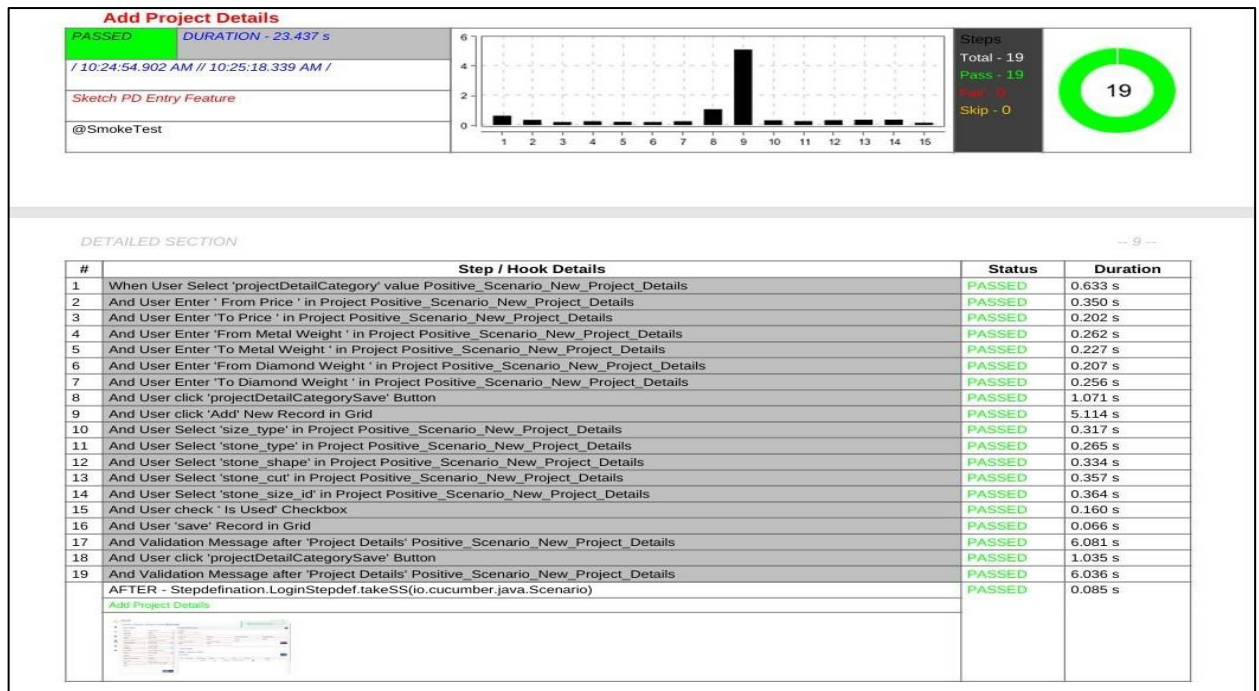 Add Project Details
PASSED DURATION - 23.437 s
/ 10:24:54.902 AM // 10:25:18.339 AM /
Sketch PD Entry Feature
@SmokeTest
6
4
2
0
1 2 3 4 5 6 7 8 9 10 11 12 13 14 15
Steps
Total - 19
Pass - 19
Fail - 0
Skip - 0
19
DETAILED SECTION -- 9 --
# Step / Hook Details Status Duration
1 When User Select 'projectDetailCategory' value Positive_Scenario_New_Project_Details PASSED 0.633 s
2 And User Enter ' From Price ' in Project Positive_Scenario_New_Project_Details PASSED 0.350 s
3 And User Enter 'To Price ' in Project Positive_Scenario_New_Project_Details PASSED 0.202 s
4 And User Enter 'From Metal Weight ' in Project Positive_Scenario_New_Project_Details PASSED 0.262 s
5 And User Enter 'To Metal Weight ' in Project Positive_Scenario_New_Project_Details PASSED 0.227 s
6 And User Enter 'From Diamond Weight ' in Project Positive_Scenario_New_Project_Details PASSED 0.207 s
7 And User Enter 'To Diamond Weight ' in Project Positive_Scenario_New_Project_Details PASSED 0.256 s
8 And User click 'projectDetailCategorySave' Button PASSED 1.071 s
9 And User click 'Add' New Record in Grid PASSED 5.114 s
10 And User Select 'size_type' in Project Positive_Scenario_New_Project_Details PASSED 0.317 s
11 And User Select 'stone_type' in Project Positive_Scenario_New_Project_Details PASSED 0.265 s
12 And User Select 'stone_shape' in Project Positive_Scenario_New_Project_Details PASSED 0.334 s
13 And User Select 'stone_cut' in Project Positive_Scenario_New_Project_Details PASSED 0.357 s
14 And User Select 'stone_size_id' in Project Positive_Scenario_New_Project_Details PASSED 0.364 s
15 And User check ' Is Used' Checkbox PASSED 0.160 s
16 And User 'save' Record in Grid PASSED 0.066 s
17 And Validation Message after 'Project Details' Positive_Scenario_New_Project_Details PASSED 6.081 s
18 And User click 'projectDetailCategorySave' Button PASSED 1.035 s
19 And Validation Message after 'Project Details' Positive_Scenario_New_Project_Details PASSED 6.036 s
AFTER - Stepdefination.LoginStepdef.takeSS(io.cucumber.java.Scenario) PASSED 0.085 s
Add Project Details